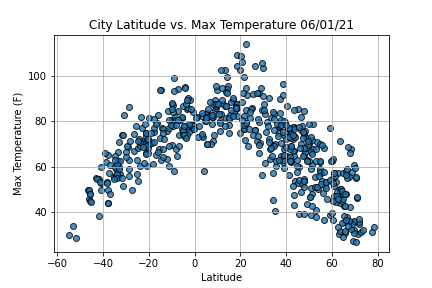 City Latitude vs. Max Temperature 06/01/21
100
80
60
40
Max Temperature (F)
−60 −40 −20 0 20 40 60 80
Latitude